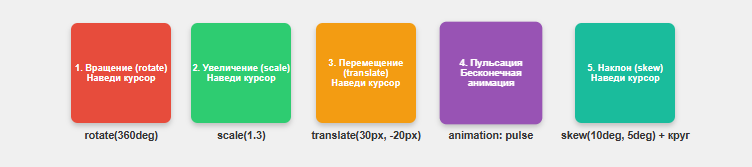 1. Вращение (rotate)
Наведи курсор
rotate(360deg)
2. Увеличение (scale)
Наведи курсор
scale(1.3)
3. Перемещение
(translate)
Наведи курсор
translate(30px, -20px)
4. Пульсация
Бесконечная
анимация
animation: pulse
5. Наклон (skew)
Наведи курсор
skew(10deg, 5deg) + круг